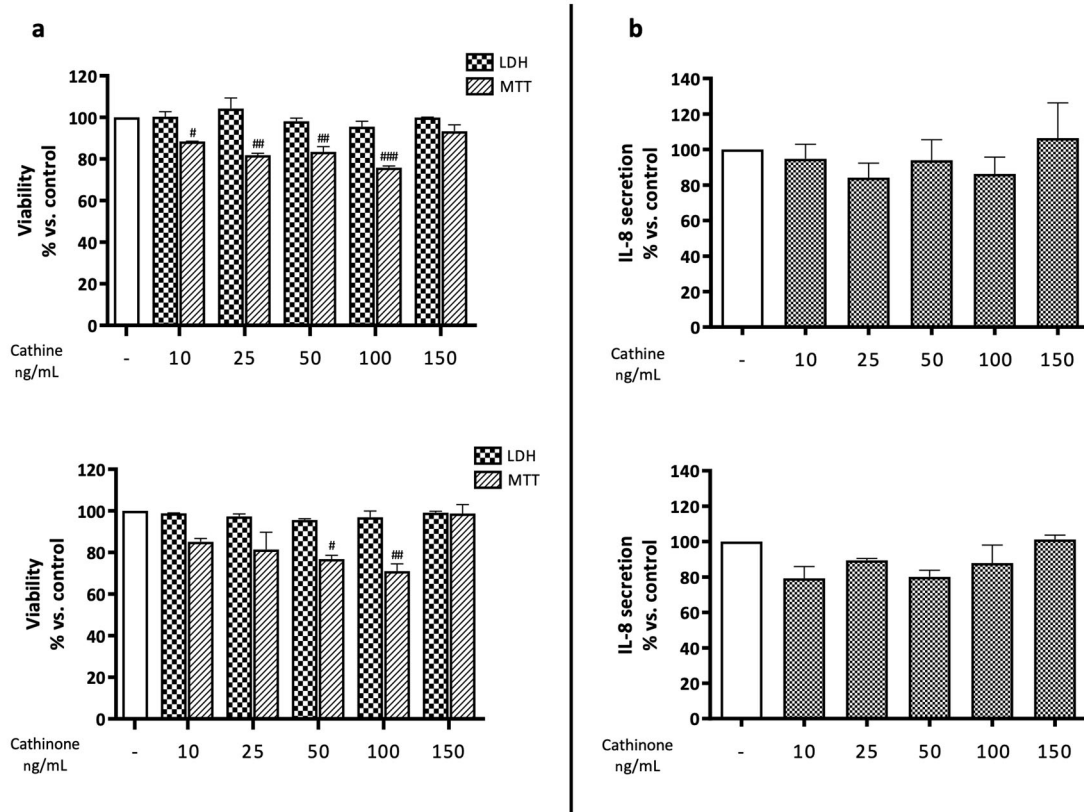 a
LDH
MTT
120
100
80
60
40
20
0
Viability
% vs. control
#
##
##
###
Cathine
ng/mL
- 10 25 50 100 150
LDH
MTT
120
100
80
60
40
20
0
Viability
% vs. control
#
##
Cathinone
ng/mL
- 10 25 50 100 150
b
140
120
100
80
60
40
20
0
IL-8 secretion
% vs. control
Cathine
ng/mL
- 10 25 50 100 150
140
120
100
80
60
40
20
0
IL-8 secretion
% vs. control
Cathinone
ng/mL
- 10 25 50 100 150